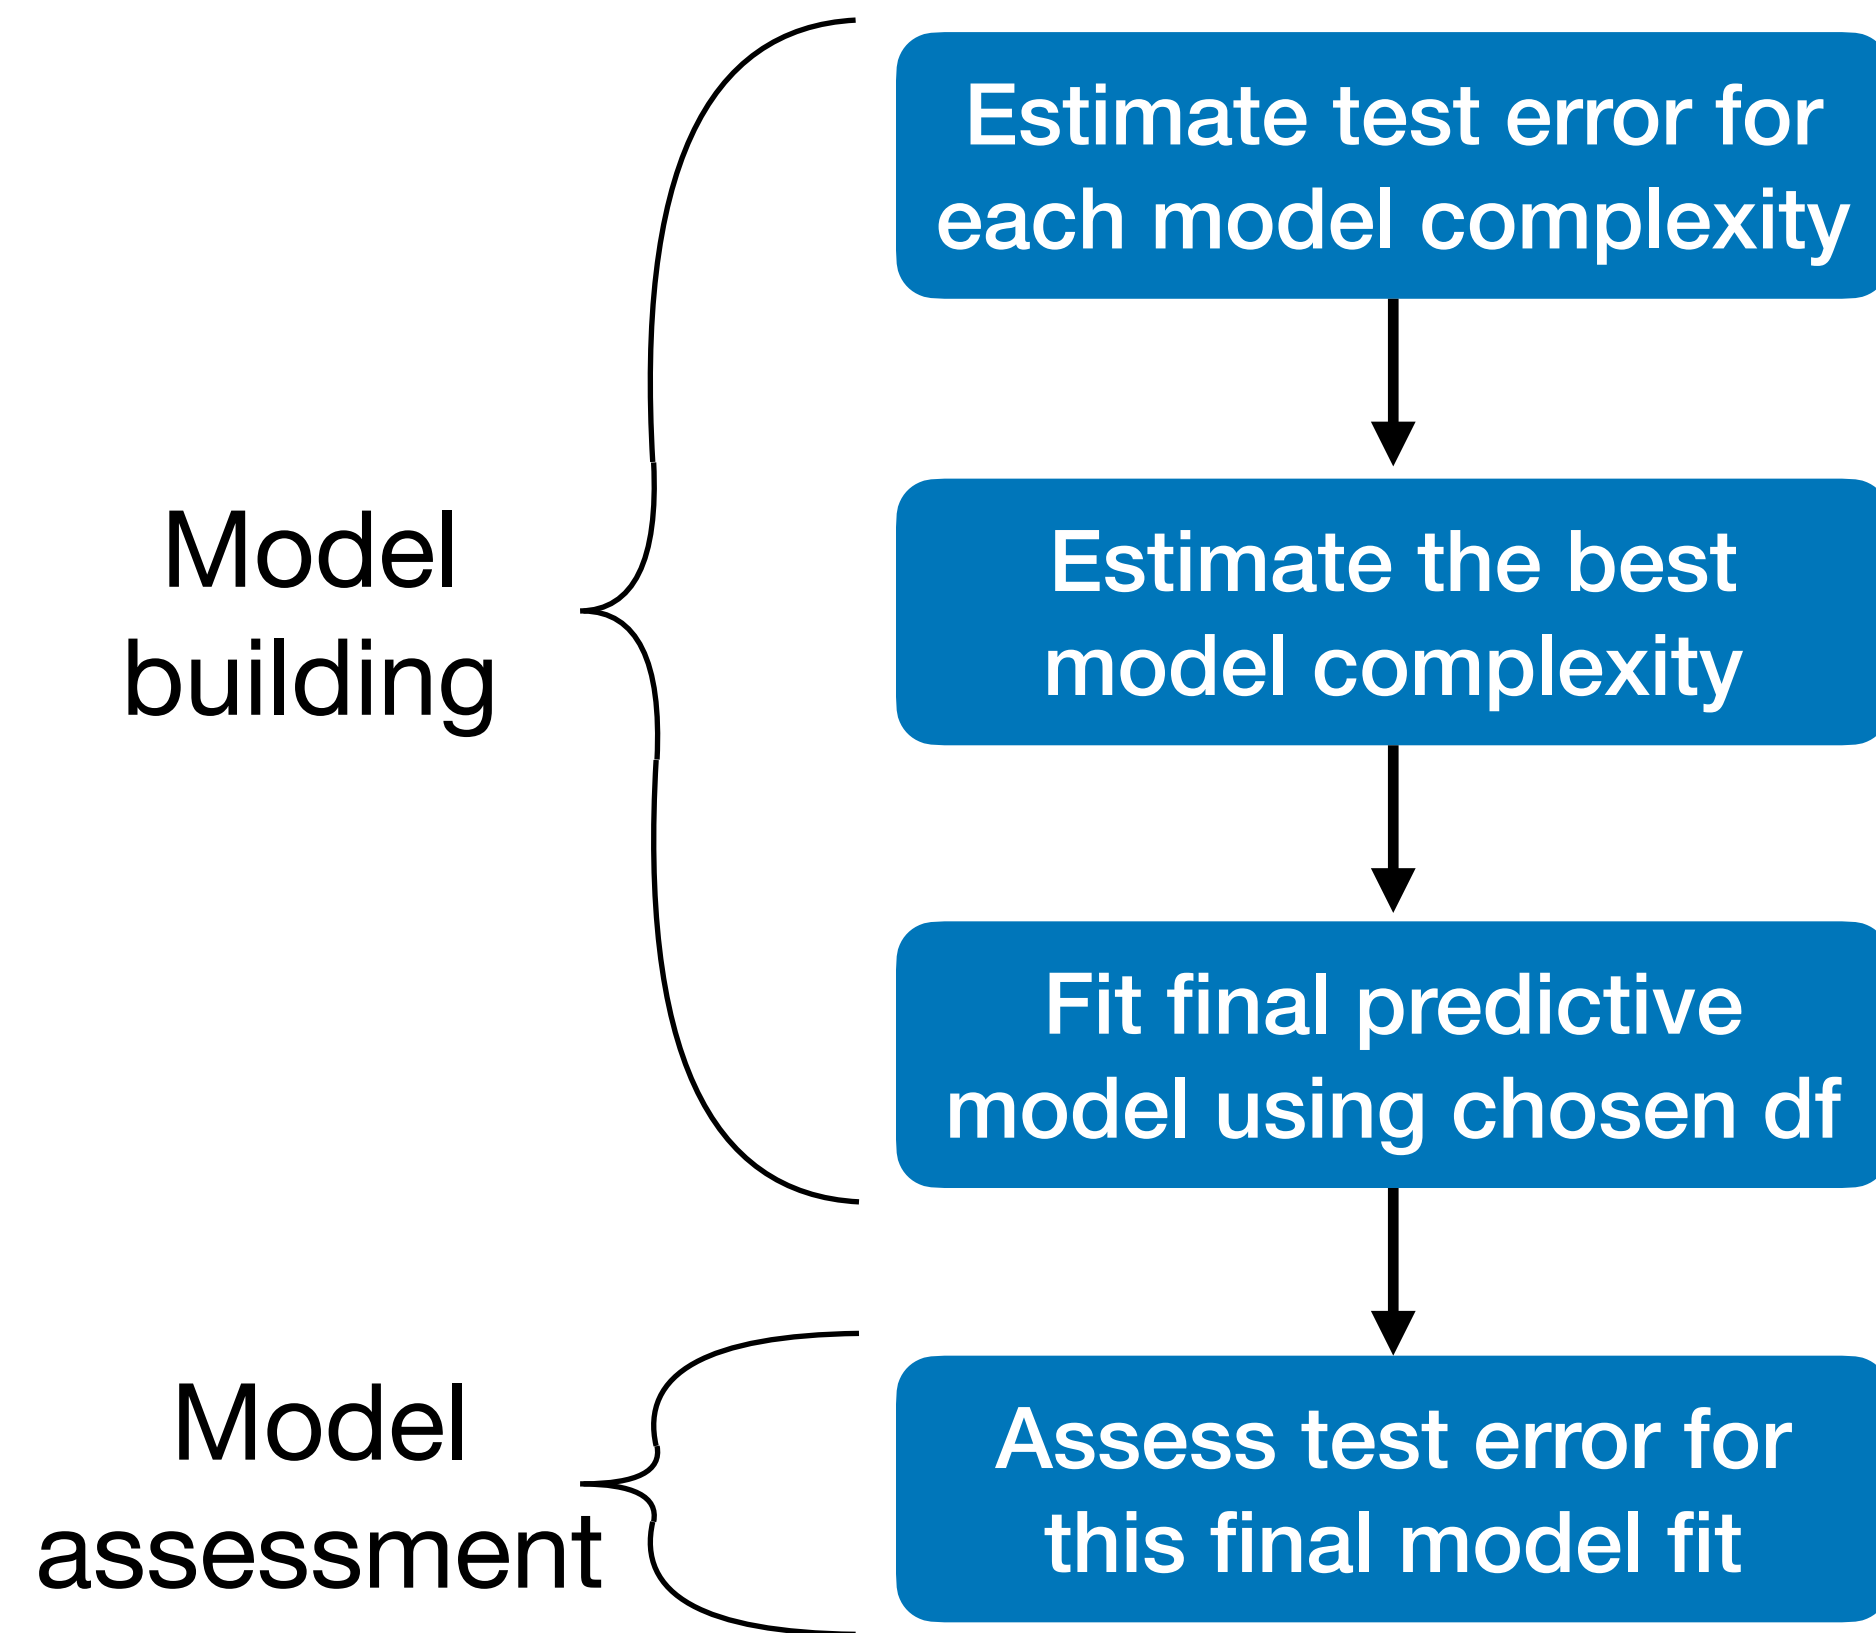 Model
building
Estimate test error for
each model complexity
Estimate the best
model complexity
Fit final predictive
model using chosen df
Model
assessment
Assess test error for
this final model fit